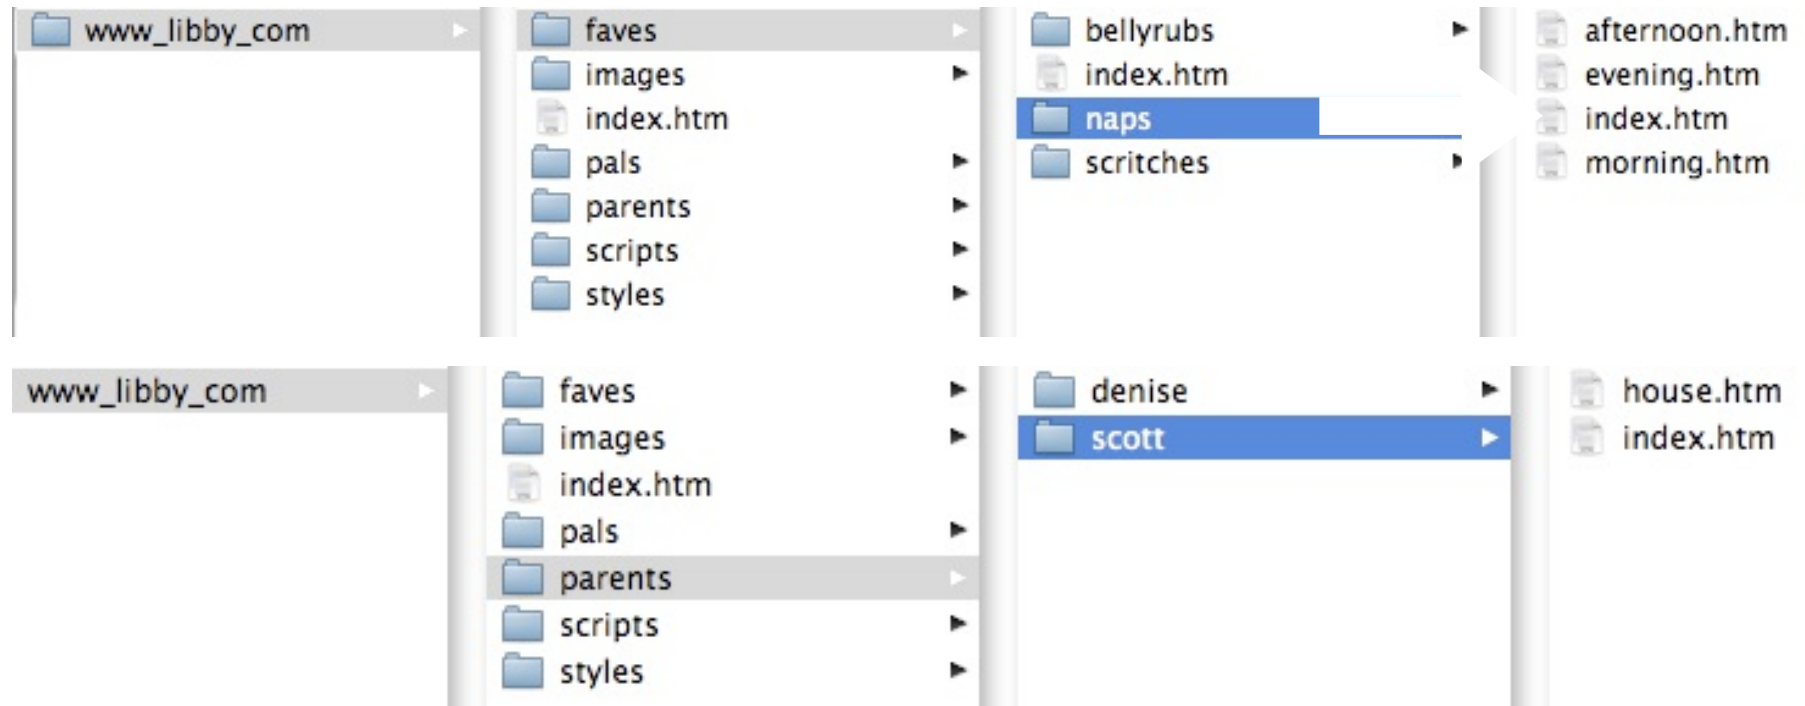 www_libby_com
faves
images
index.htm
pals
parents
scripts
styles
bellyrubs
index.htm
naps
scritches
afternoon.htm
evening.htm
index.htm
morning.htm
www_libby_com
faves
images
index.htm
pals
parents
scripts
styles
denise
scott
house.htm
index.htm